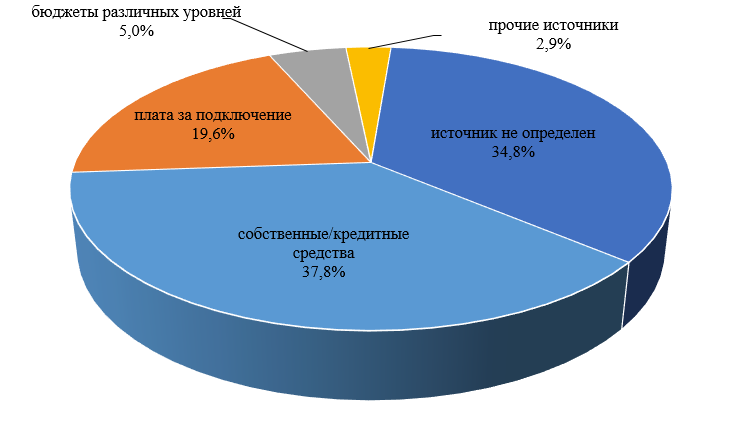 бюджеты различных уровней
5,0%
прочие источники
2,9%
плата за подключение
19,6%
источник не определен
34,8%
собственные/кредитные
средства
37,8%